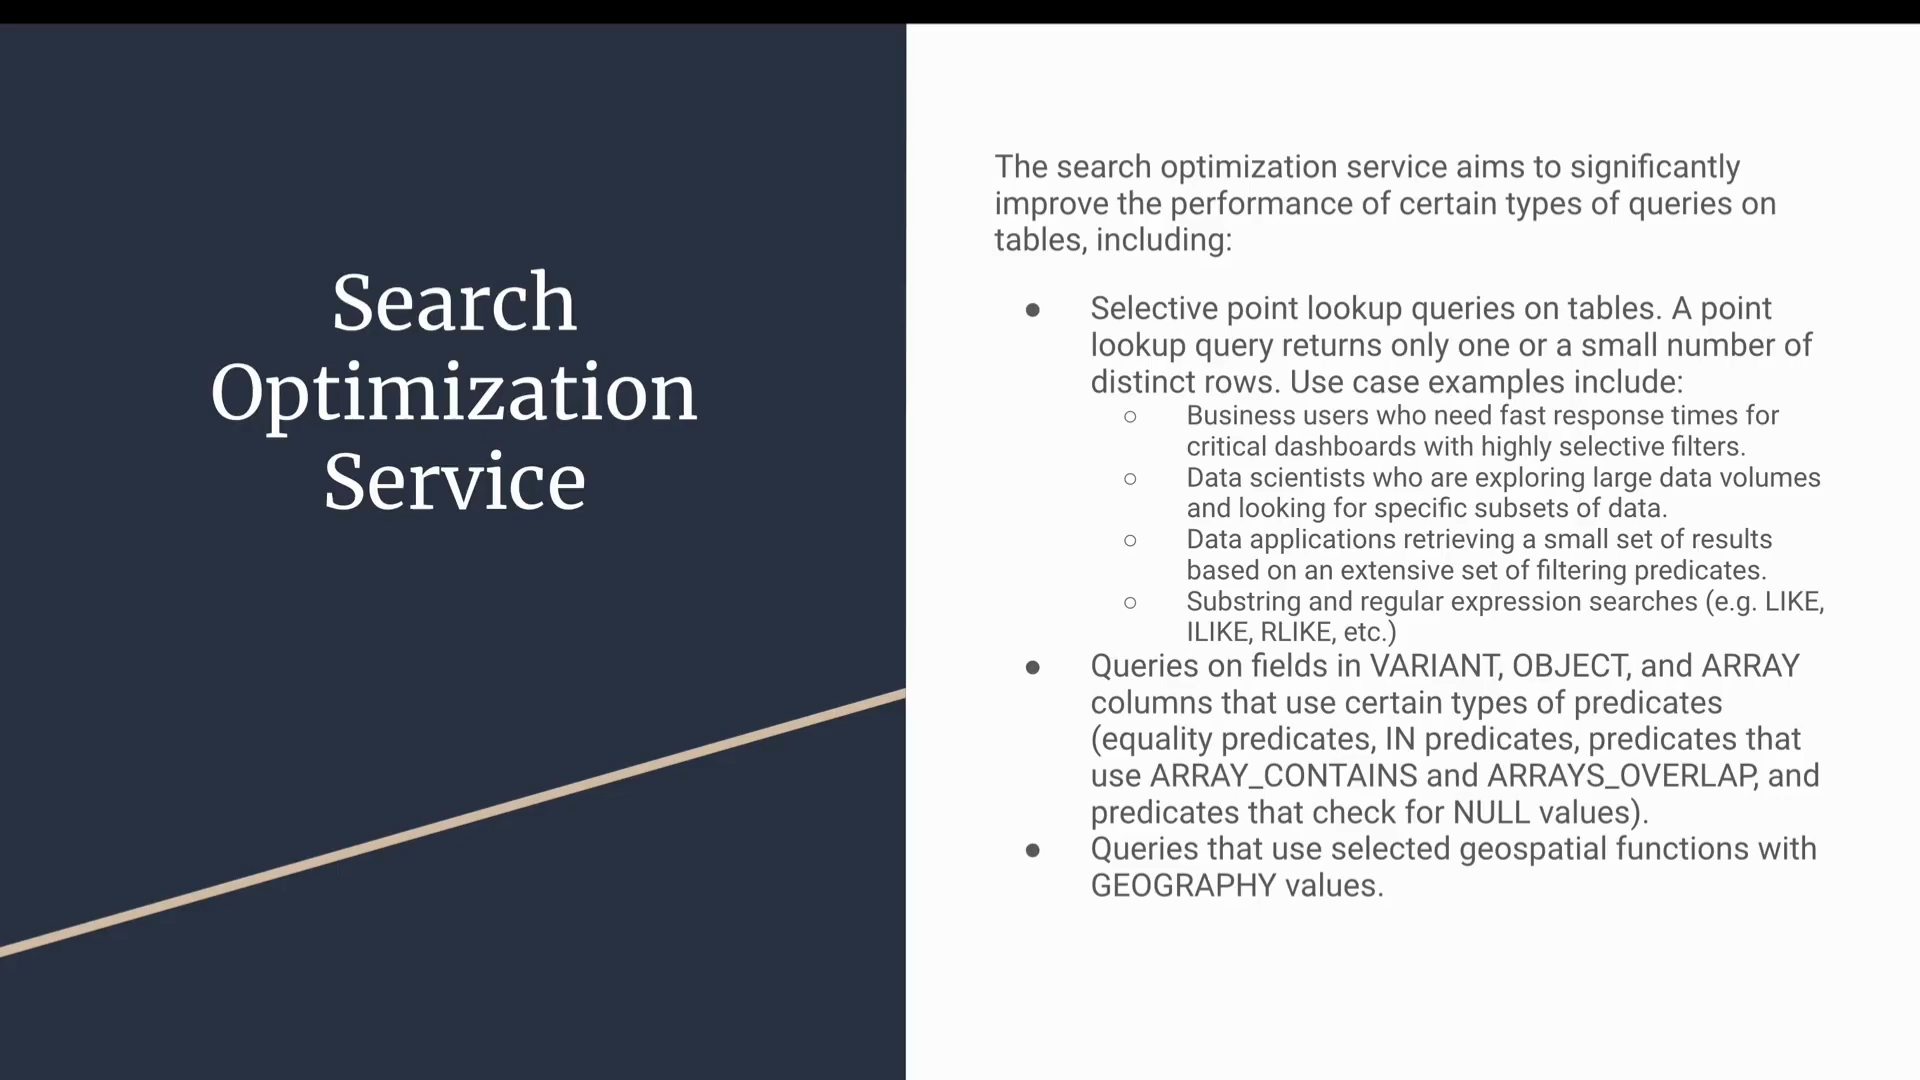 Search
Optimization
Service
The search optimization service aims to significantly
improve the performance of certain types of queries on
tables, including:
● Selective point lookup queries on tables. A point
lookup query returns only one or a small number of
distinct rows. Use case examples include:
○ Business users who need fast response times for
critical dashboards with highly selective filters.
○ Data scientists who are exploring large data volumes
and looking for specific subsets of data.
○ Data applications retrieving a small set of results
based on an extensive set of filtering predicates.
○ Substring and regular expression searches (e.g. LIKE,
ILIKE, RLIKE, etc.)
● Queries on fields in VARIANT, OBJECT, and ARRAY
columns that use certain types of predicates
(equality predicates, IN predicates, predicates that
use ARRAY_CONTAINS and ARRAYS_OVERLAP, and
predicates that check for NULL values).
● Queries that use selected geospatial functions with
GEOGRAPHY values.